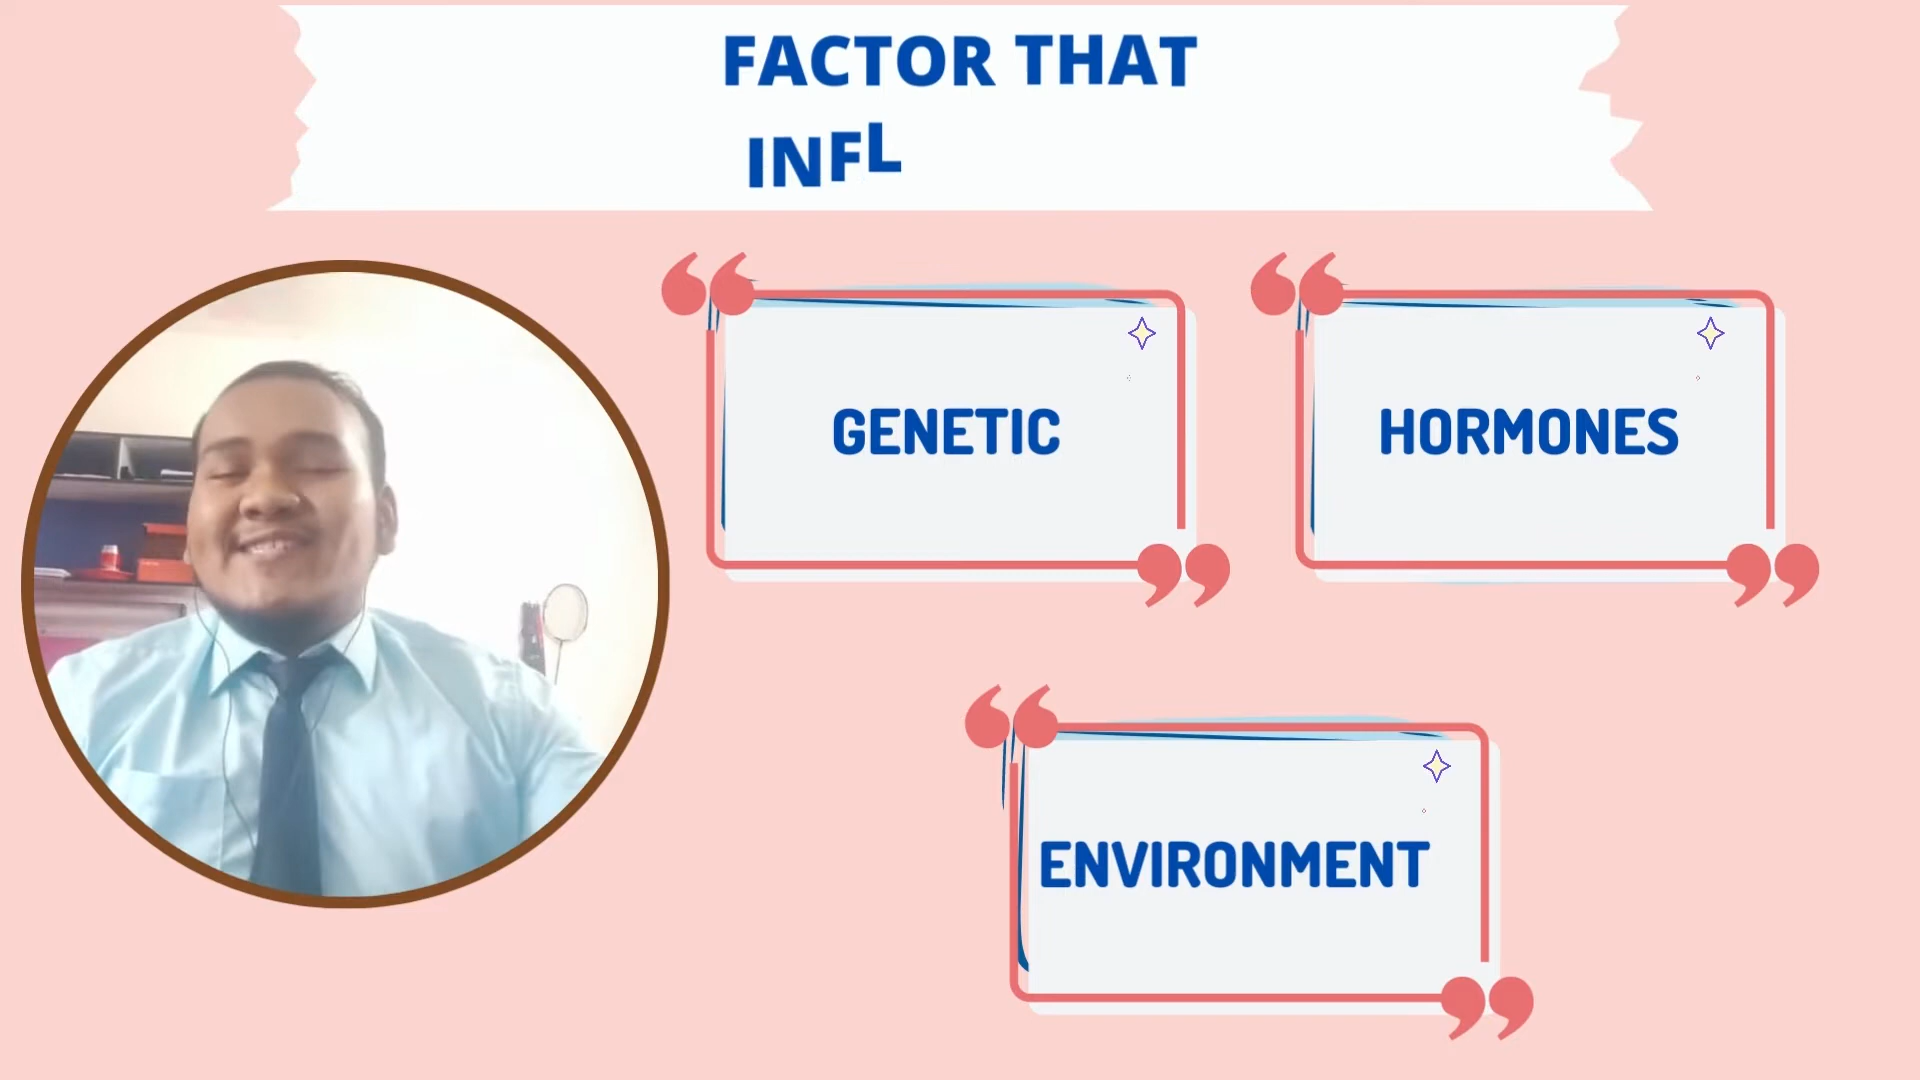 FACTOR THAT
INFL
GENETIC
HORMONES
ENVIRONMENT